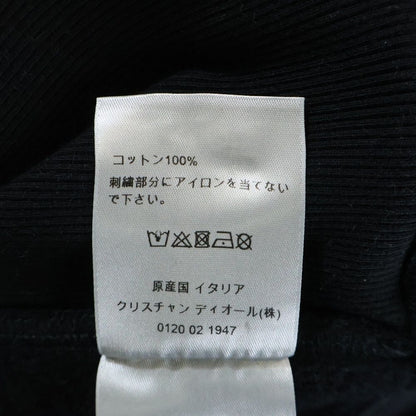 コットン100%
刺繍部分にアイロンを当てない
で下さい。
原産国 イタリア
クリスチャン ディオール(株)
0120 02 1947